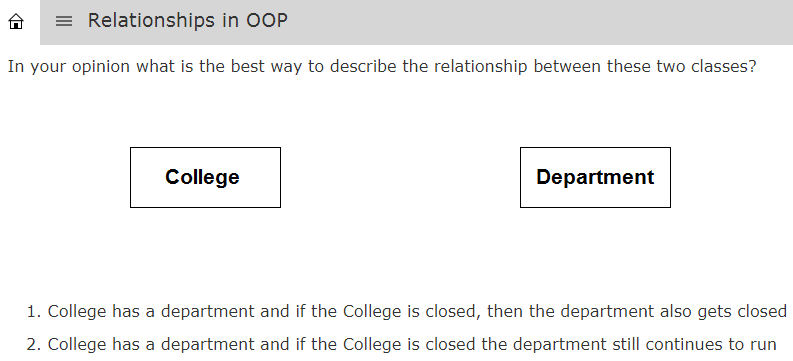 Relationships in OOP
In your opinion what is the best way to describe the relationship between these two classes?
College
Department
1. College has a department and if the College is closed, then the department also gets closed
2. College has a department and if the College is closed the department still continues to run